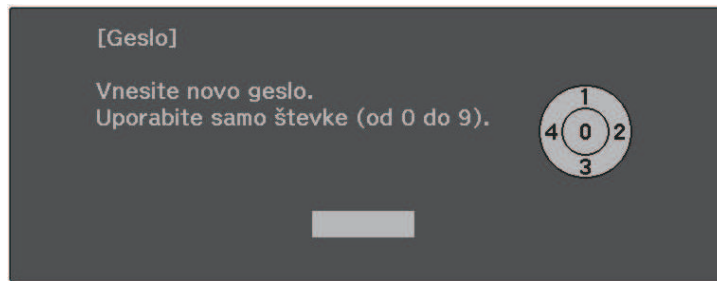 [Geslo]
Vnesite novo geslo.
Uporabite samo števke (od 0 do 9).
1
4 0 2
3